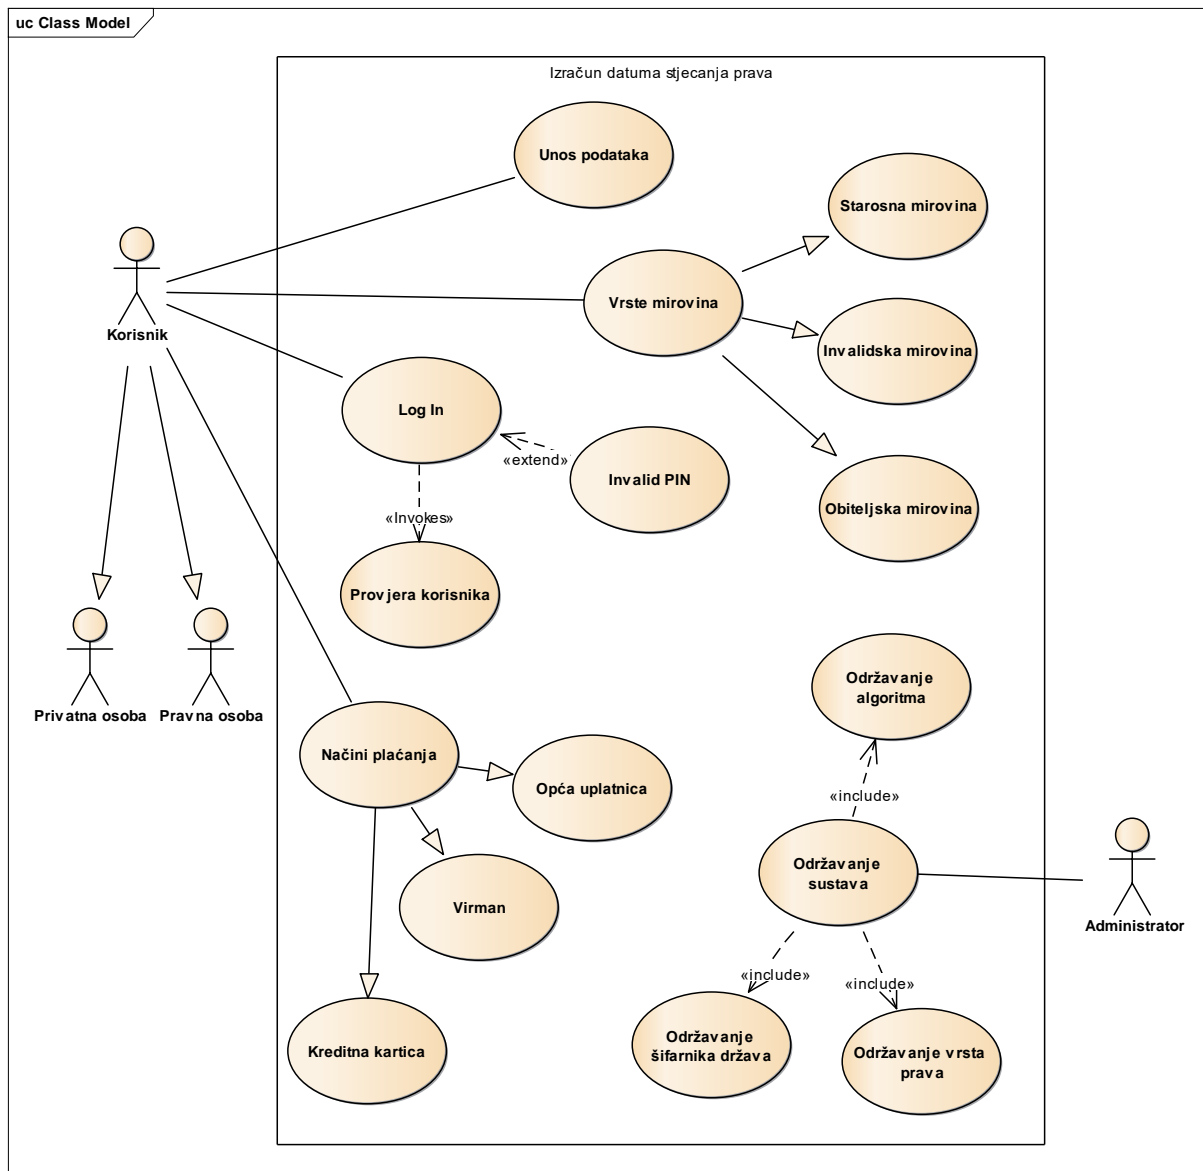 uc Class Model
Izračun datuma stjecanja prava
Unos podataka
Starosna mirovina
Vrste mirovina
Korisnik
Invalidska mirovina
Log In
«extend»
Invalid PIN
Obiteljska mirovina
«Invokes»
Provjera korisnika
Privatna osoba
Pravna osoba
Održavanje
algoritma
Načini plaćanja
Opća uplatnica
«include»
Održavanje
sustava
Virman
Administrator
«include»
«include»
Kreditna kartica
Održavanje
šifarnika država
Održavanje vrsta
prava